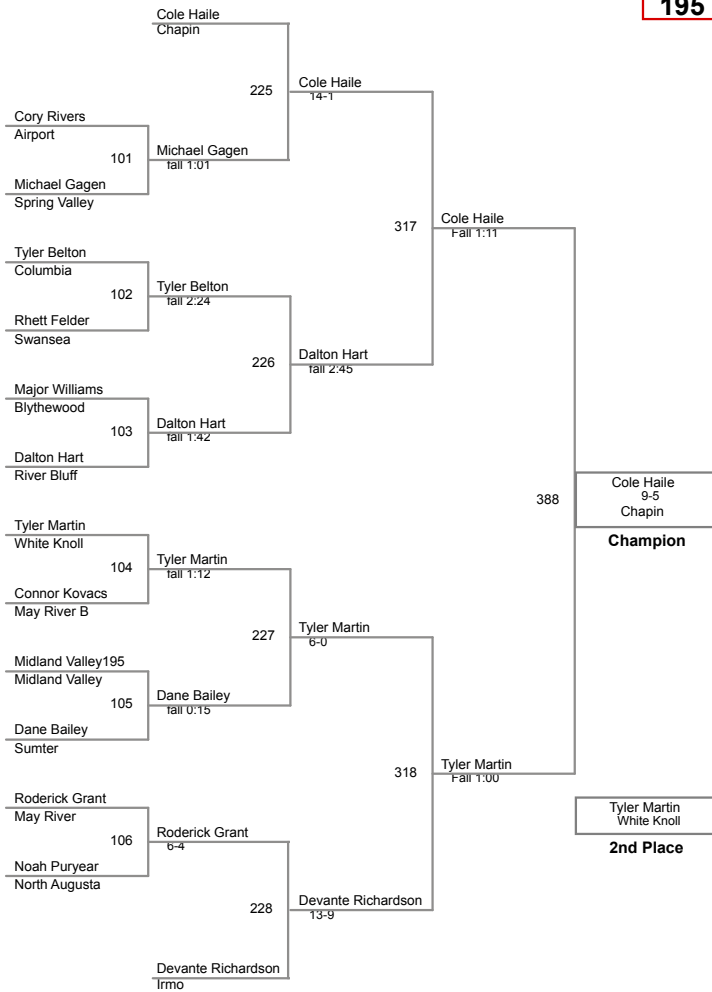 195
Cole Haile
Chapin
225
Cole Haile
14-1
Cory Rivers
Airport
101
Michael Gagen
fall 1:01
Michael Gagen
Spring Valley
317
Cole Haile
Fall 1:11
Tyler Belton
Columbia
102
Tyler Belton
fall 2:24
Rhett Felder
Swansea
226
Dalton Hart
fall 2:45
Major Williams
Blythewood
103
Dalton Hart
fall 1:42
Dalton Hart
River Bluff
388
Cole Haile
9-5
Chapin
Champion
Tyler Martin
White Knoll
104
Tyler Martin
fall 1:12
Connor Kovacs
May River B
227
Tyler Martin
6-0
Midland Valley195
Midland Valley
105
Dane Bailey
fall 0:15
Dane Bailey
Sumter
318
Tyler Martin
Fall 1:00
Roderick Grant
May River
106
Roderick Grant
6-4
Noah Puryear
North Augusta
228
Devante Richardson
13-9
Devante Richardson
Irmo
Tyler Martin
White Knoll
2nd Place